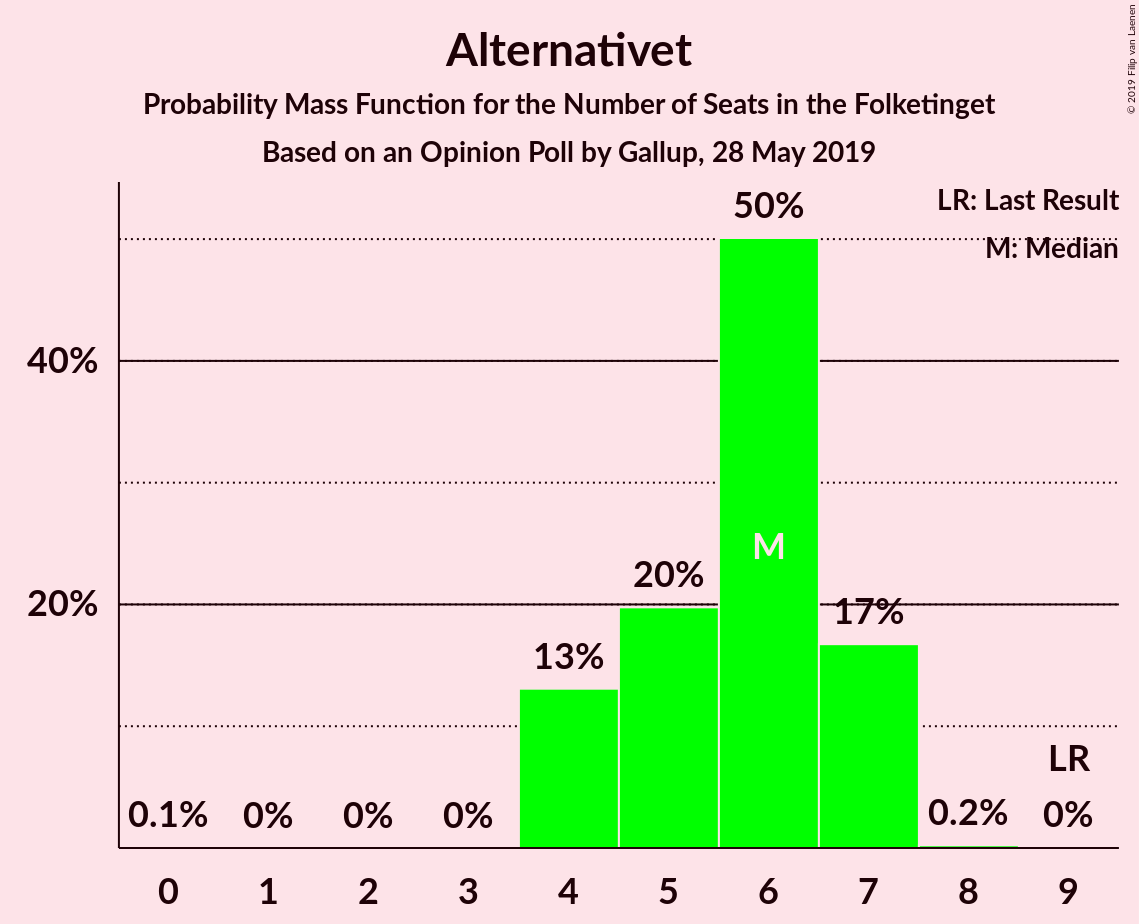 Alternativet
Probability Mass Function for the Number of Seats in the Folketinget
Based on an Opinion Poll by Gallup, 28 May 2019
© 2019 Filip van Laenen
LR: Last Result
M: Median
50%
40%
M
20%
20%
17%
13%
LR
0.1%
0%
0%
0%
0.2%
0%
0 1 2 3 4 5 6 7 8 9